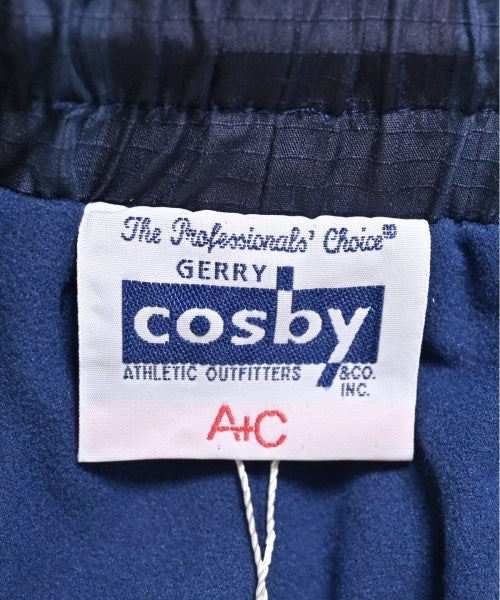 The Professionals' Choice®
GERRY
cosby
ATHLETIC OUTFITTERS &CO.
INC.
A+C